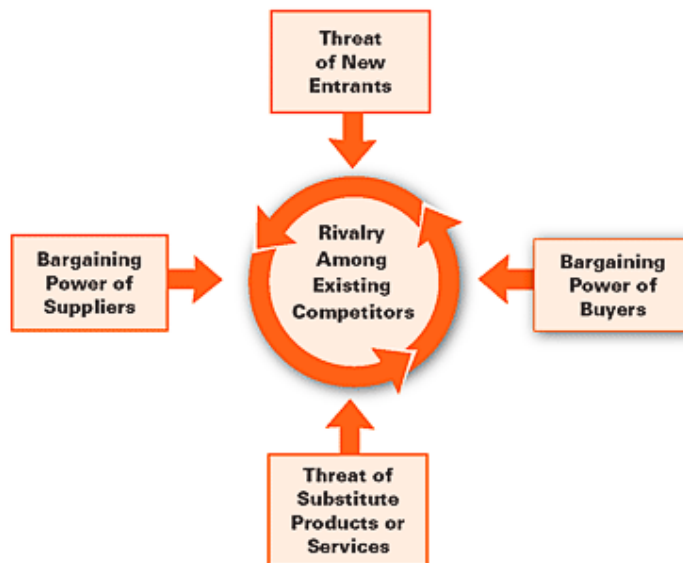 Threat
of New
Entrants
Bargaining
Power of
Suppliers
Rivalry
Among
Existing
Competitors
Bargaining
Power of
Buyers
Threat of
Substitute
Products or
Services